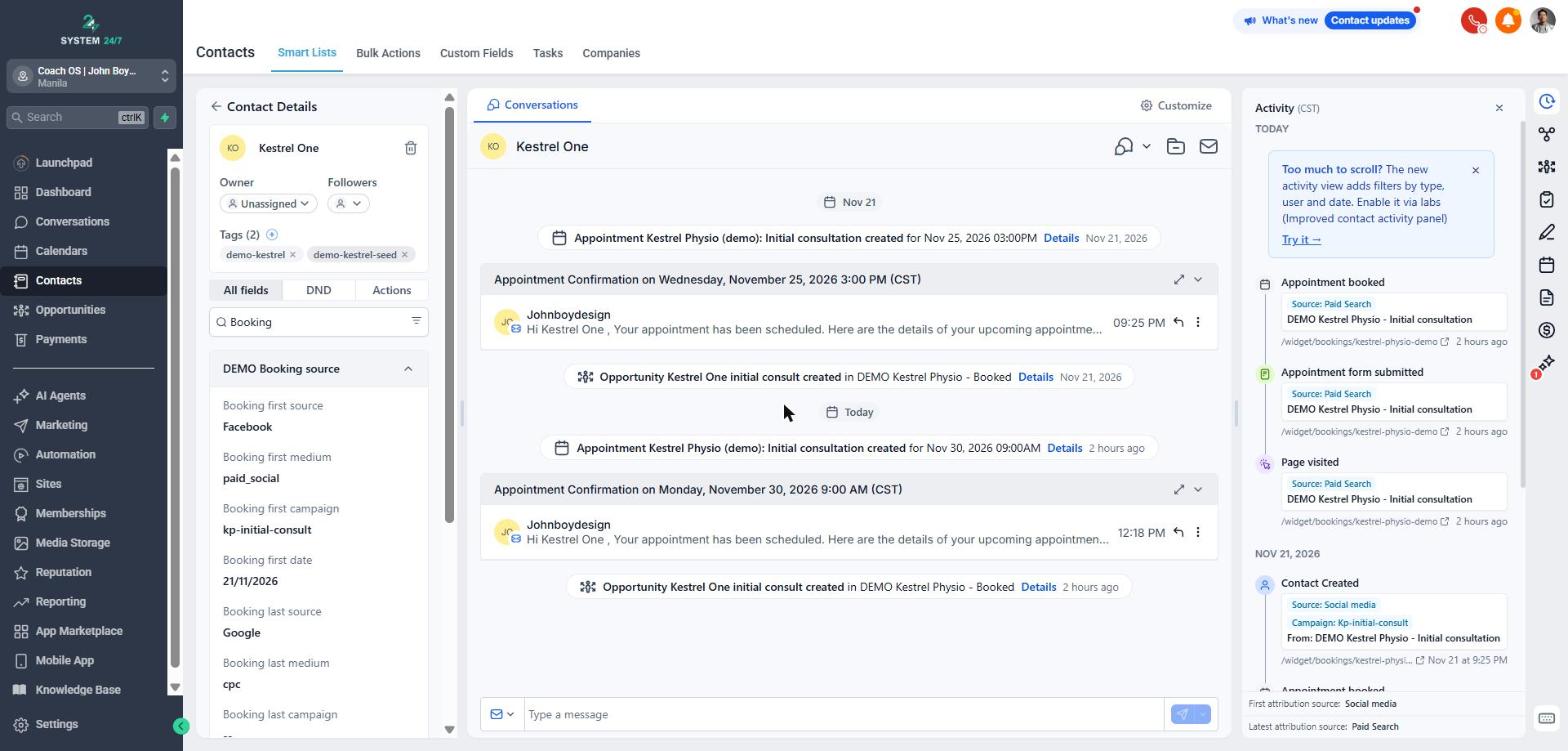 SYSTEM 24/7
Coach OS | John Boy...
Manila
Search
ctrlK
Launchpad
Dashboard
Conversations
Calendars
Contacts
Opportunities
Payments
AI Agents
Marketing
Automation
Sites
Memberships
Media Storage
Reputation
Reporting
App Marketplace
Mobile App
Knowledge Base
Settings
What's new Contact updates
Contacts Smart Lists Bulk Actions Custom Fields Tasks Companies
Contact Details
KO Kestrel One
Owner Followers
Unassigned
Tags (2)
demo-kestrel × demo-kestrel-seed ×
All fields DND Actions
Booking
DEMO Booking source
Booking first source
Facebook
Booking first medium
paid_social
Booking first campaign
kp-initial-consult
Booking first date
21/11/2026
Booking last source
Google
Booking last medium
cpc
Booking last campaign
Conversations
Customize
KO Kestrel One
Nov 21
Appointment Kestrel Physio (demo): Initial consultation created for Nov 25, 2026 03:00PM Details Nov 21, 2026
Appointment Confirmation on Wednesday, November 25, 2026 3:00 PM (CST)
JC Johnboydesign
Hi Kestrel One , Your appointment has been scheduled. Here are the details of your upcoming appointme...
09:25 PM
Opportunity Kestrel One initial consult created in DEMO Kestrel Physio - Booked Details Nov 21, 2026
Today
Appointment Kestrel Physio (demo): Initial consultation created for Nov 30, 2026 09:00AM Details 2 hours ago
Appointment Confirmation on Monday, November 30, 2026 9:00 AM (CST)
JC Johnboydesign
Hi Kestrel One , Your appointment has been scheduled. Here are the details of your upcoming appointmen...
12:18 PM
Opportunity Kestrel One initial consult created in DEMO Kestrel Physio - Booked Details 2 hours ago
Type a message
Activity (CST)
TODAY
Too much to scroll? The new
activity view adds filters by type,
user and date. Enable it via labs
(Improved contact activity panel)
Try it →
Appointment booked
Source: Paid Search
DEMO Kestrel Physio - Initial consultation
/widget/bookings/kestrel-physio-demo 2 hours ago
Appointment form submitted
Source: Paid Search
DEMO Kestrel Physio - Initial consultation
/widget/bookings/kestrel-physio-demo 2 hours ago
Page visited
Source: Paid Search
DEMO Kestrel Physio - Initial consultation
/widget/bookings/kestrel-physio-demo 2 hours ago
NOV 21, 2026
Contact Created
Source: Social media
Campaign: Kp-initial-consult
From: DEMO Kestrel Physio - Initial consultation
/widget/bookings/kestrel-physi... Nov 21 at 9:25 PM
Appointment booked
First attribution source: Social media
Latest attribution source: Paid Search
1